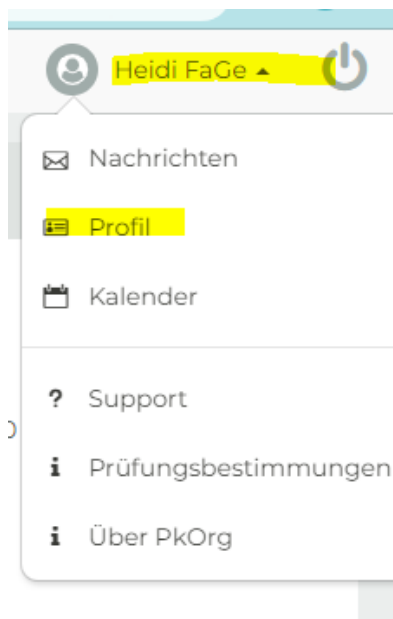 Heidi FaGe
Nachrichten
Profil
Kalender
? Support
i Prüfungsbestimmungen
i Über PkOrg